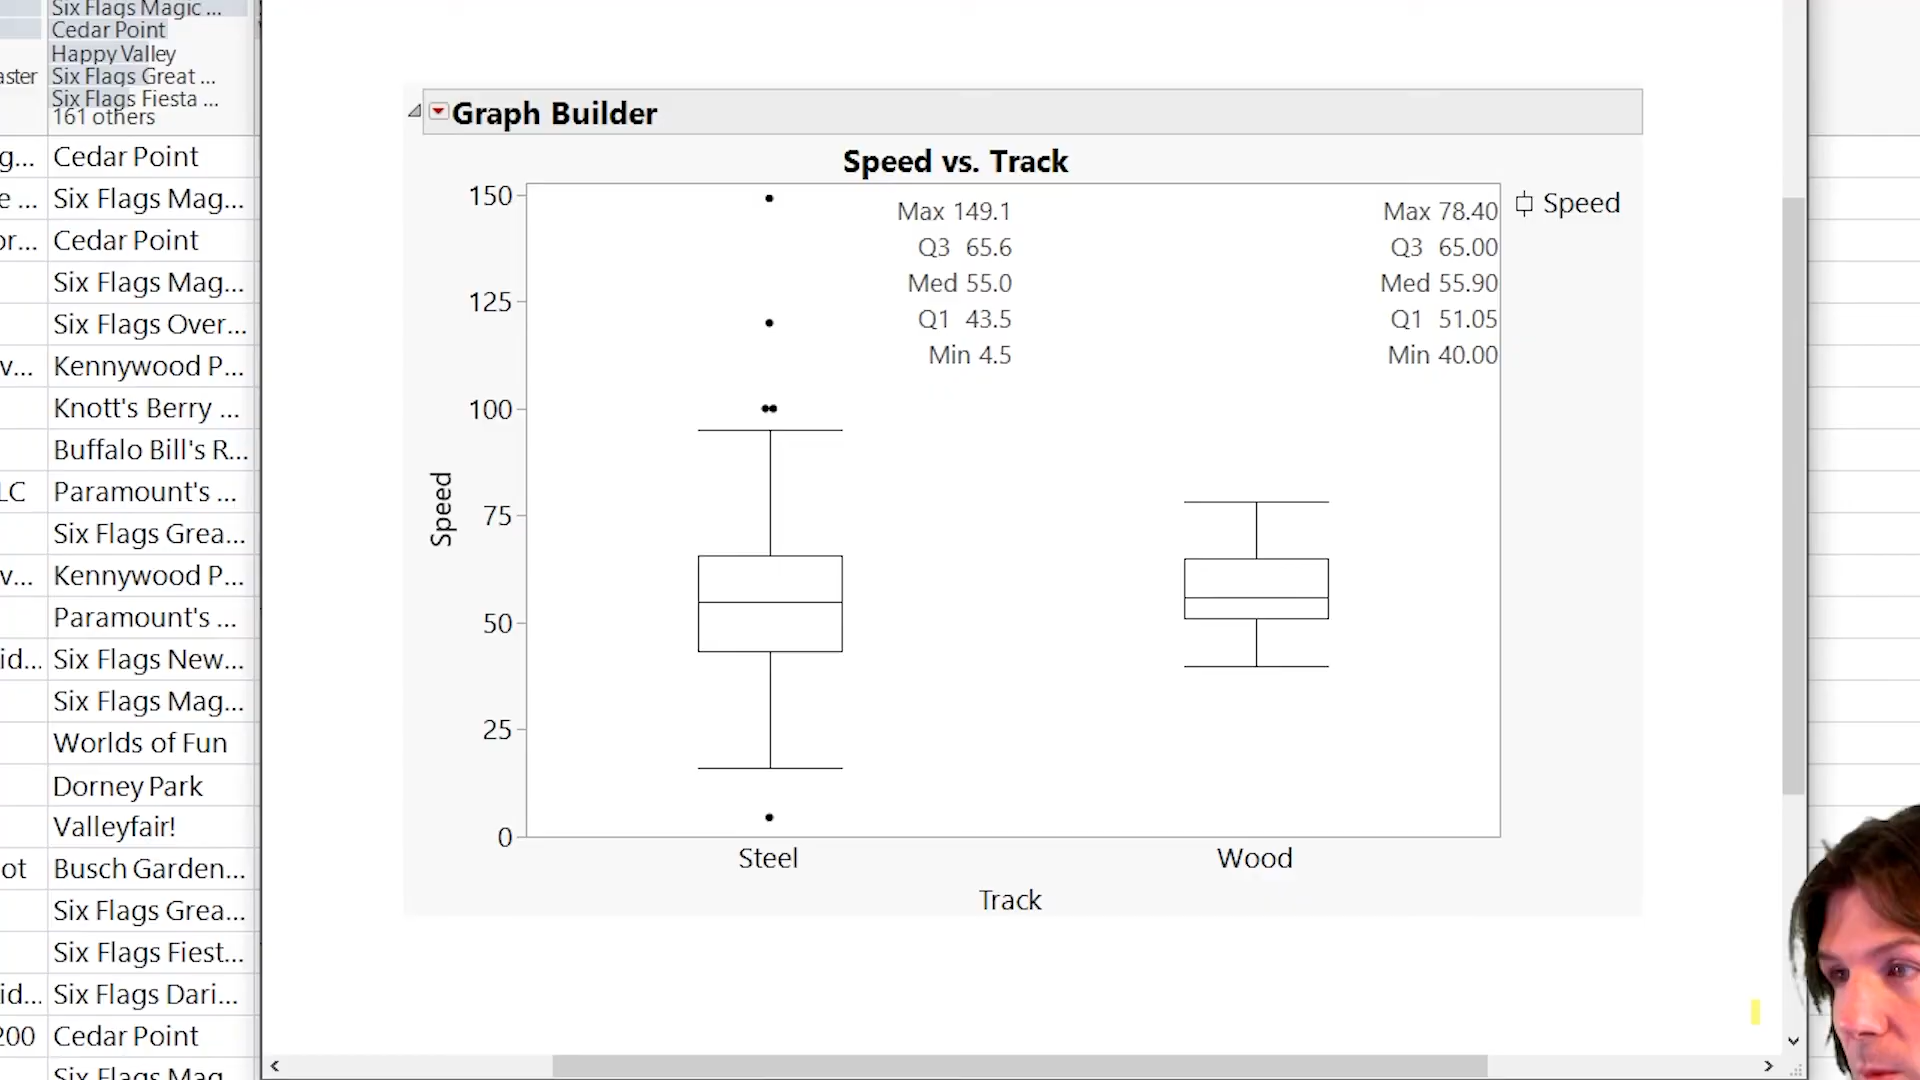 Six Flags Magic ...
Cedar Point
Happy Valley
aster Six Flags Great ...
Six Flags Fiesta ...
161 others
g... Cedar Point
e ... Six Flags Mag...
or... Cedar Point
Six Flags Mag...
Six Flags Over...
v... Kennywood P...
Knott's Berry ...
Buffalo Bill's R...
LC Paramount's ...
Six Flags Grea...
v... Kennywood P...
Paramount's ...
id... Six Flags New...
Six Flags Mag...
Worlds of Fun
Dorney Park
Valleyfair!
ot Busch Garden...
Six Flags Grea...
Six Flags Fiest...
id... Six Flags Dari...
200 Cedar Point
Six Flags Mag
Graph Builder
Speed vs. Track
150
125
100
75
50
25
0
Speed
Max 149.1
Q3 65.6
Med 55.0
Q1 43.5
Min 4.5
Max 78.40
Q3 65.00
Med 55.90
Q1 51.05
Min 40.00
Speed
Steel
Wood
Track